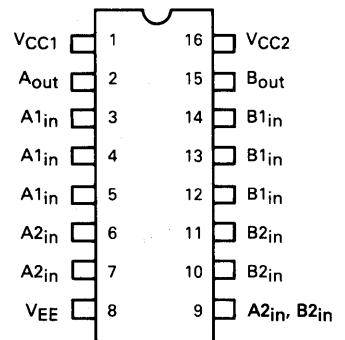 VCC1 1 16 VCC2
Aout 2 15 Bout
A1in 3 14 B1in
A1in 4 13 B1in
A1in 5 12 B1in
A2in 6 11 B2in
A2in 7 10 B2in
VEE 8 9 A2in, B2in